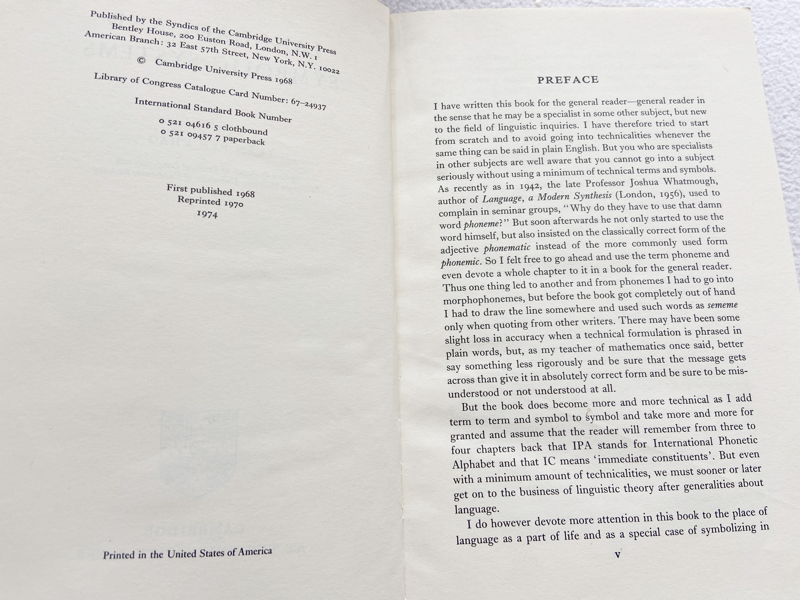 Published by the Syndics of the Cambridge University Press
Bentley House, 200 Euston Road, London, N.W. 1
American Branch: 32 East 57th Street, New York, N.Y. 10022
© Cambridge University Press 1968
Library of Congress Catalogue Card Number: 67-24937
International Standard Book Number
0 521 04616 5 clothbound
0 521 09457 7 paperback
First published 1968
Reprinted 1970
1974
Printed in the United States of America
PREFACE
I have written this book for the general reader—general reader in
the sense that he may be a specialist in some other subject, but new
to the field of linguistic inquiries. I have therefore tried to start
from scratch and to avoid going into technicalities whenever the
same thing can be said in plain English. But you who are specialists
in other subjects are well aware that you cannot go into a subject
seriously without using a minimum of technical terms and symbols.
As recently as in 1942, the late Professor Joshua Whatmough,
author of Language, a Modern Synthesis (London, 1956), used to
complain in seminar groups, "Why do they have to use that damn
word phoneme?" But soon afterwards he not only started to use the
word himself, but also insisted on the classically correct form of the
adjective phonematic instead of the more commonly used form
phonemic. So I felt free to go ahead and use the term phoneme and
even devote a whole chapter to it in a book for the general reader.
Thus one thing led to another and from phonemes I had to go into
morphophonemes, but before the book got completely out of hand
I had to draw the line somewhere and used such words as sememe
only when quoting from other writers. There may have been some
slight loss in accuracy when a technical formulation is phrased in
plain words, but, as my teacher of mathematics once said, better
say something less rigorously and be sure that the message gets
across than give it in absolutely correct form and be sure to be mis-
understood or not understood at all.
But the book does become more and more technical as I add
term to term and symbol to symbol and take more and more for
granted and assume that the reader will remember from three to
four chapters back that IPA stands for International Phonetic
Alphabet and that IC means 'immediate constituents'. But even
with a minimum amount of technicalities, we must sooner or later
get on to the business of linguistic theory after generalities about
language.
I do however devote more attention in this book to the place of
language as a part of life and as a special case of symbolizing in
v